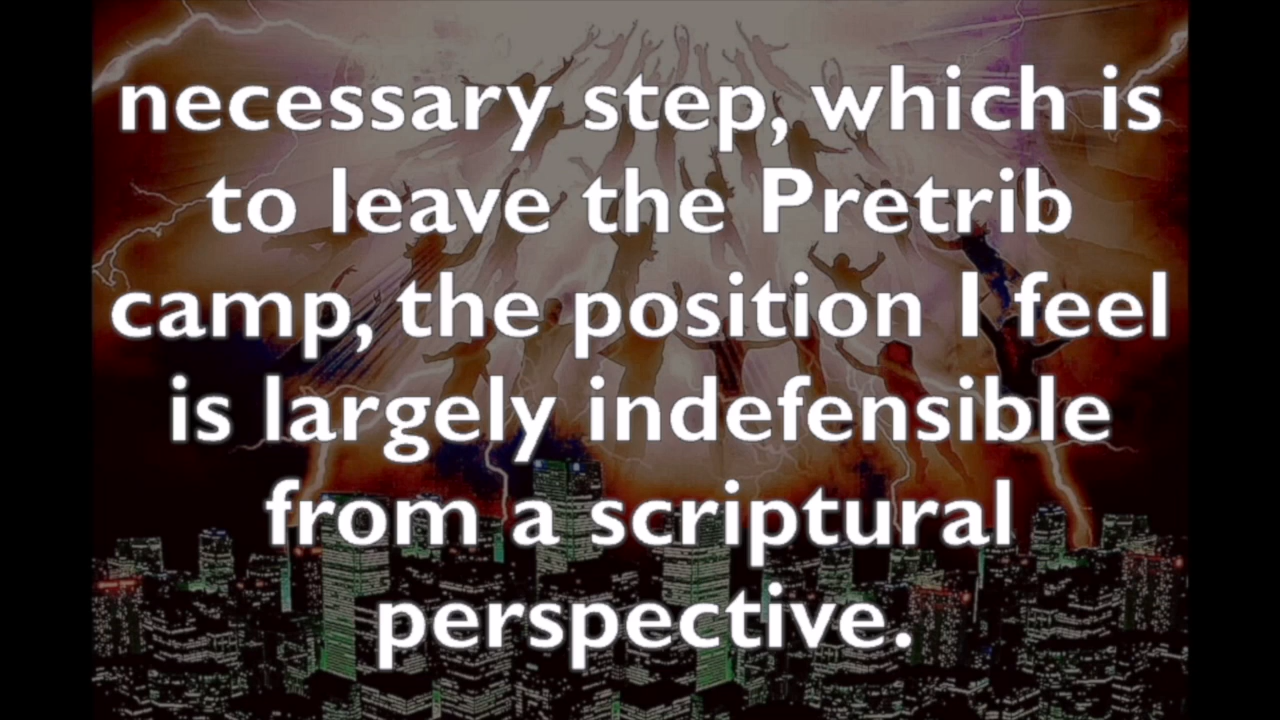 necessary step, which is
to leave the Pretrib
camp, the position I feel
is largely indefensible
from a scriptural
perspective.